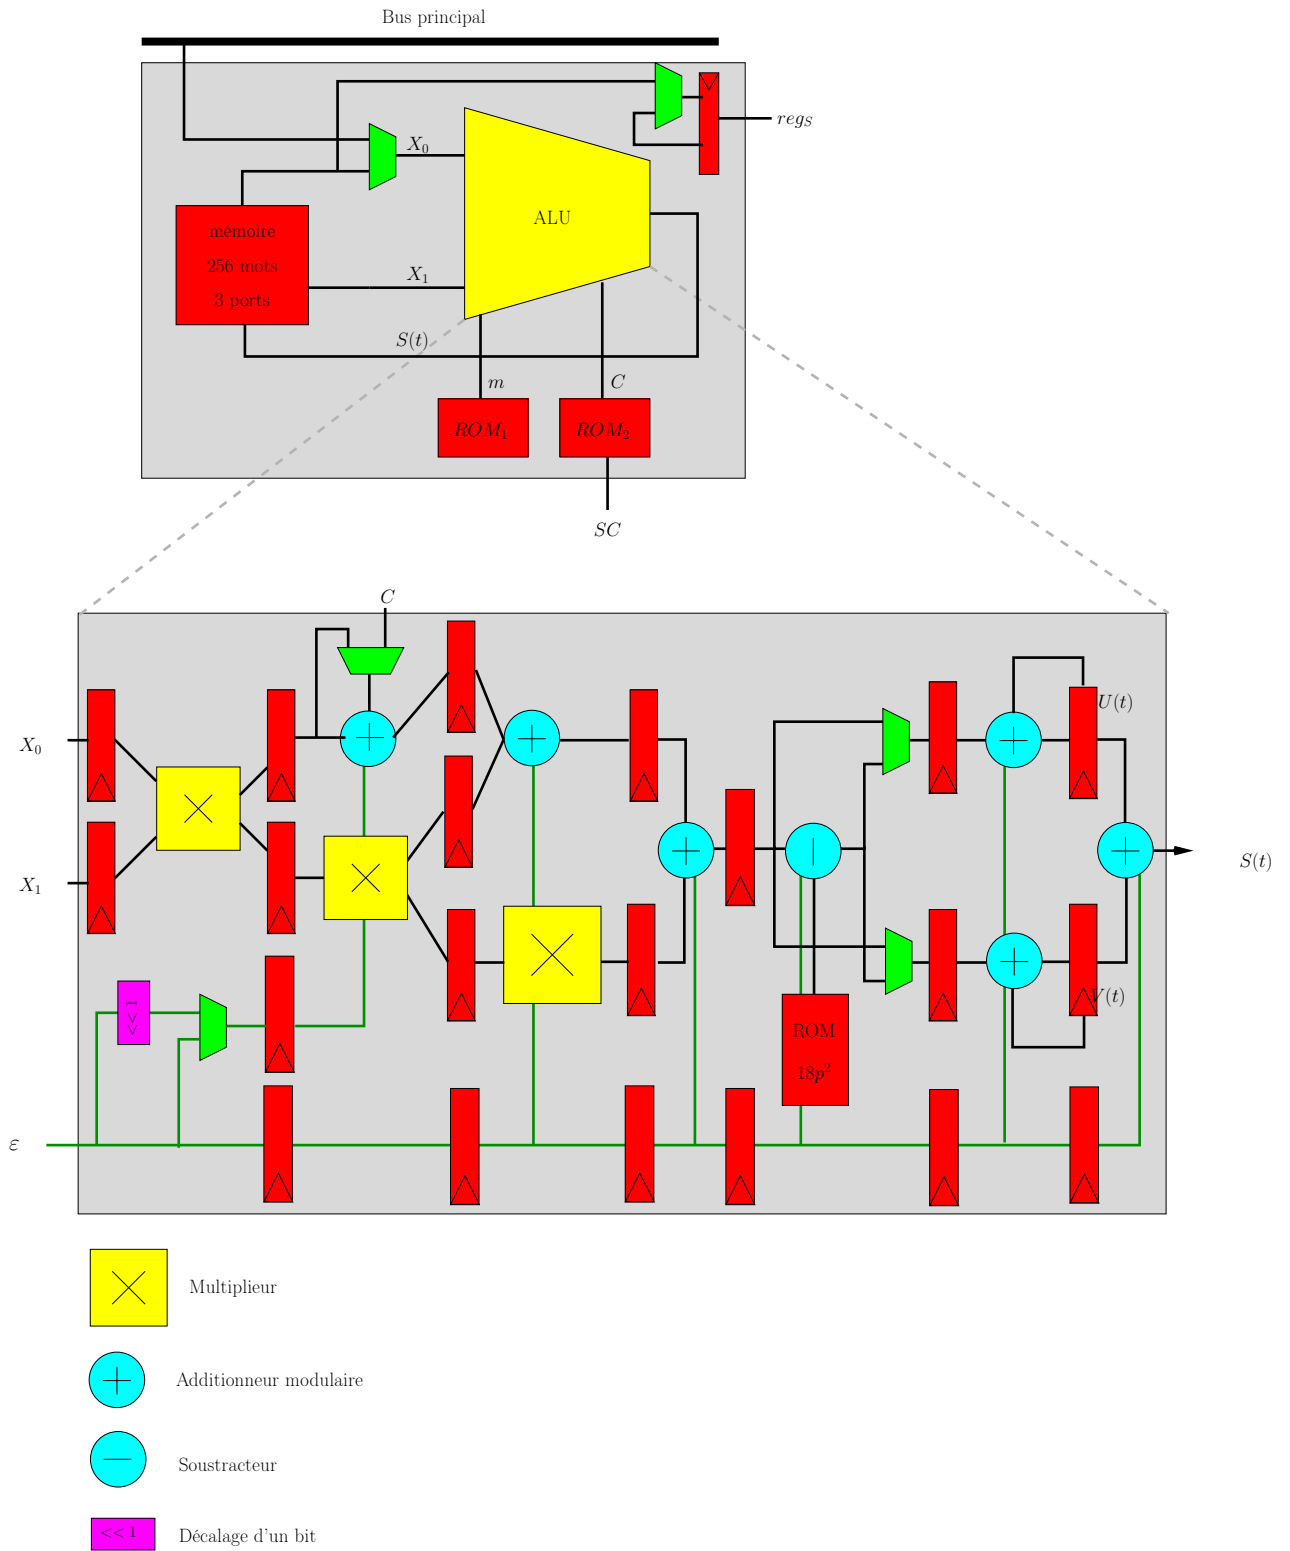 Bus principal
regS
X0
ALU
mémoire
256 mots
3 ports
X1
S(t)
m
C
ROM1
ROM2
SC
C
U(t)
X0
S(t)
X1
<< 1
V(t)
ROM
18p²
ε
Multiplieur
Additionneur modulaire
Soustracteur
<< 1
Décalage d'un bit